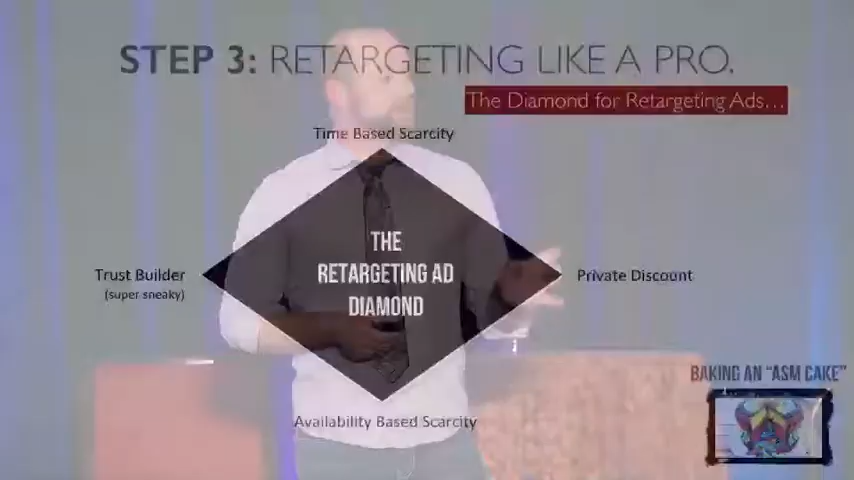 STEP 3: RETARGETING LIKE A PRO.
The Diamond for Retargeting Ads...
Time Based Scarcity
THE
RETARGETING AD
DIAMOND
Trust Builder
(super sneaky)
Private Discount
Availability Based Scarcity
BAKING AN "ASM CAKE"